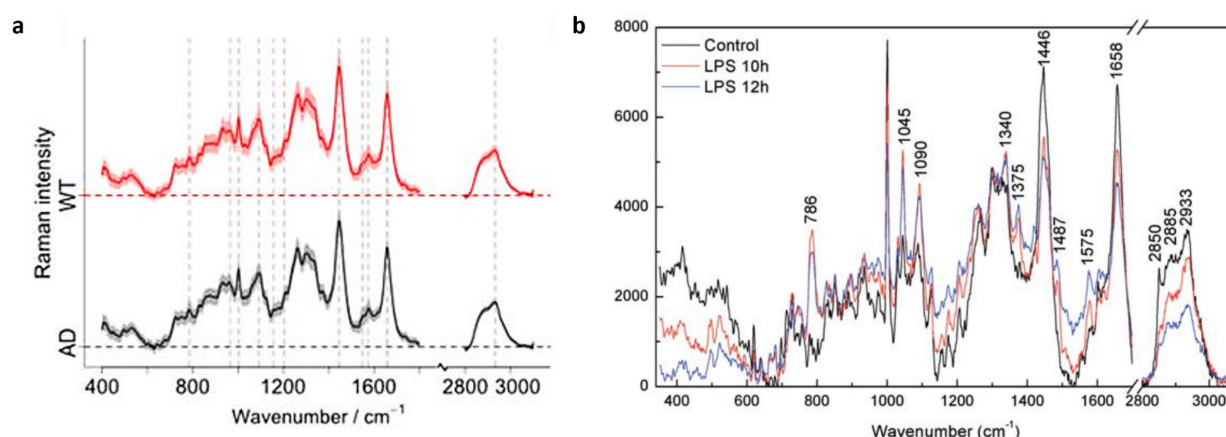 a
WT
AD
Raman intensity
400 800 1000 1200 1600 2800 3000
Wavenumber / cm⁻¹
b
8000
6000
4000
2000
0
Control
LPS 10h
LPS 12h
786
1045
1090
1340
1375
1446
1487
1575
1658
2850
2885
2933
400 600 800 1000 1200 1400 1600 2800 3000
Wavenumber (cm⁻¹)